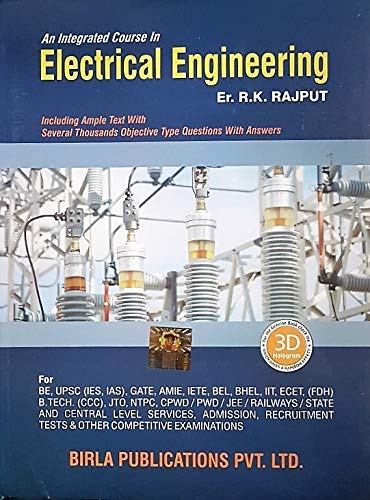 An Integrated Course In
Electrical Engineering
Er. R.K. RAJPUT
Including Ample Text With
Several Thousands Objective Type Questions With Answers
3D
Hologram
For
BE, UPSC (IES, IAS), GATE, AMIE, IETE, BEL, BHEL, IIT, ECET. (FDH)
B.TECH. (CCC), JTO, NTPC, CPWD / PWD / JEE / RAILWAYS / STATE
AND CENTRAL LEVEL SERVICES, ADMISSION, RECRUITMENT
TESTS & OTHER COMPETITIVE EXAMINATIONS
BIRLA PUBLICATIONS PVT. LTD.